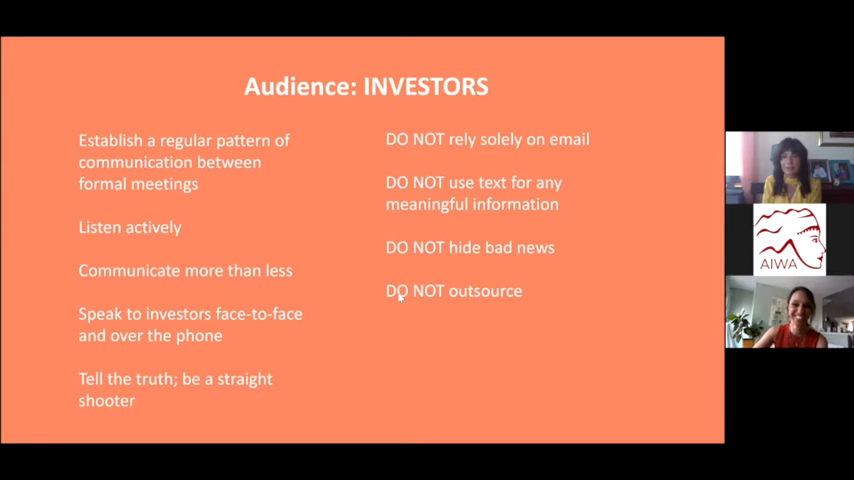 Audience: INVESTORS
Establish a regular pattern of
communication between
formal meetings
Listen actively
Communicate more than less
Speak to investors face-to-face
and over the phone
Tell the truth; be a straight
shooter
DO NOT rely solely on email
DO NOT use text for any
meaningful information
DO NOT hide bad news
DO NOT outsource
AIWA